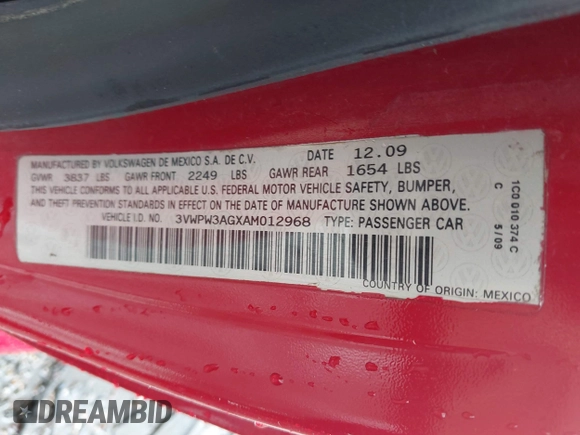 MANUFACTURED BY VOLKSWAGEN DE MEXICO S.A. DE C.V. DATE 12.09
GVWR 3837 LBS GAWR FRONT 2249 LBS GAWR REAR 1654 LBS
THIS VEHICLE CONFORMS TO ALL APPLICABLE U.S. FEDERAL MOTOR VEHICLE SAFETY, BUMPER,
AND THEFT PREVENTION STANDARDS IN EFFECT ON THE DATE OF MANUFACTURE SHOWN ABOVE.
VEHICLE I.D. NO. 3VWPW3AGXAM012968 TYPE: PASSENGER CAR
COUNTRY OF ORIGIN: MEXICO
1C0 010 374 C
C 5/09
DREAMBID